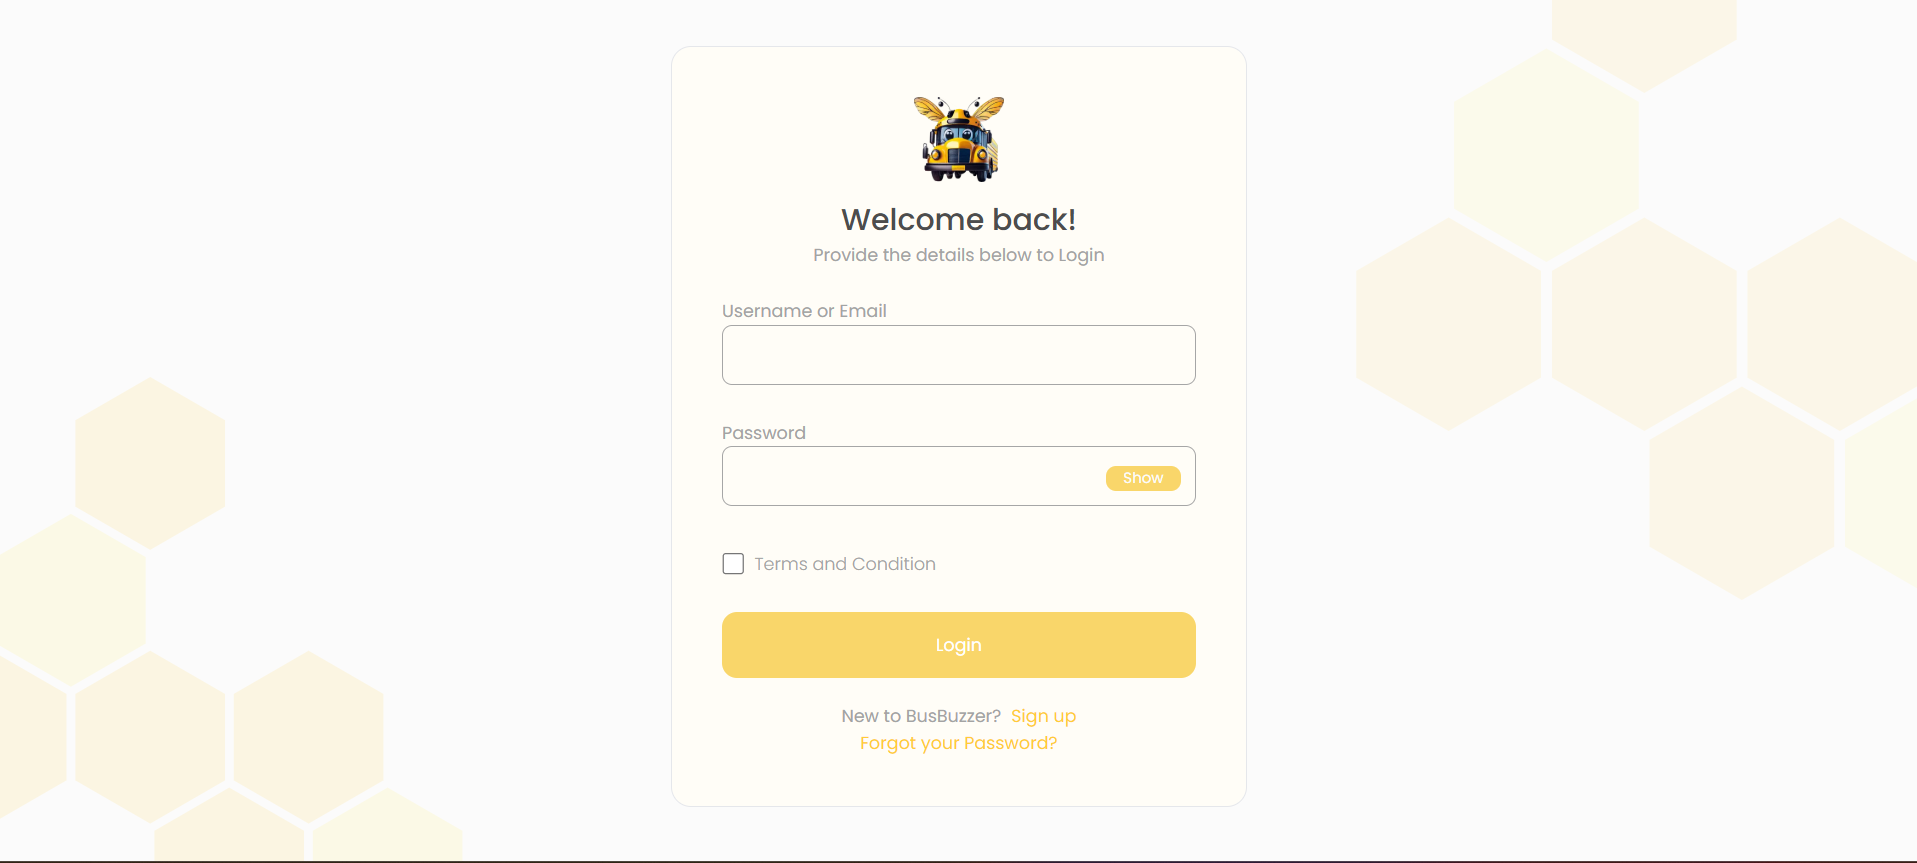 Welcome back!
Provide the details below to Login
Username or Email
Password
Show
Terms and Condition
Login
New to BusBuzzer? Sign up
Forgot your Password?